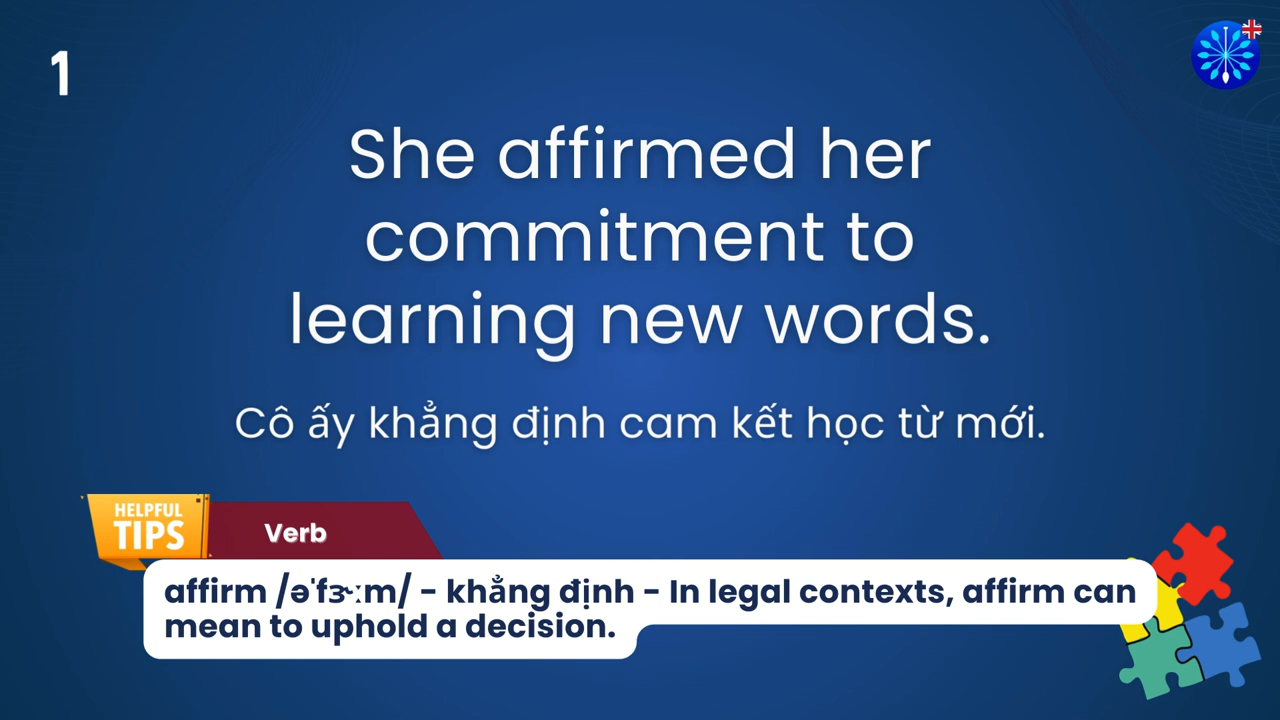 1
She affirmed her
commitment to
learning new words.
Cô ấy khẳng định cam kết học từ mới.
HELPFUL
TIPS
Verb
affirm /əˈfɝːm/ - khẳng định - In legal contexts, affirm can
mean to uphold a decision.